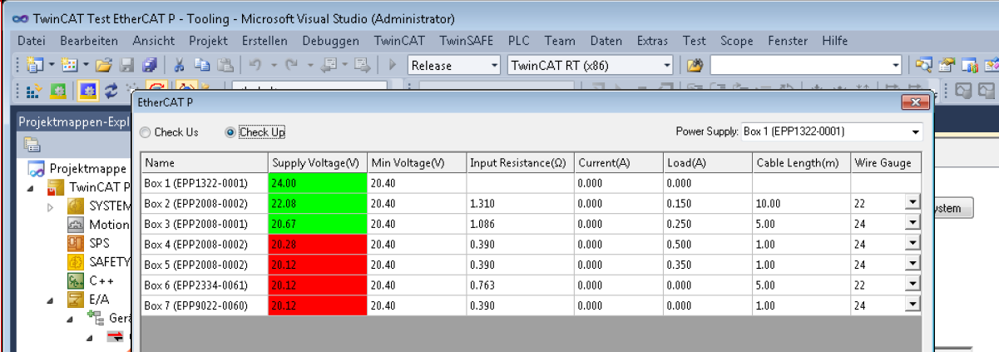 TwinCAT Test EtherCAT P - Tooling - Microsoft Visual Studio (Administrator)
Datei Bearbeiten Ansicht Projekt Erstellen Debuggen TwinCAT TwinSAFE PLC Team Daten Extras Test Scope Fenster Hilfe
Release TwinCAT RT (x86)
EtherCAT P
Projektmappen-Expl
Check Us Check Up Power Supply: Box 1 (EPP1322-0001)
Projektmappe
TwinCAT P
SYSTEM
Motion
SPS
SAFETY
C++
E/A
Gerä
Name Supply Voltage(V) Min Voltage(V) Input Resistance(Ω) Current(A) Load(A) Cable Length(m) Wire Gauge
Box 1 (EPP1322-0001) 24.00 20.40 0.000 0.000
Box 2 (EPP2008-0002) 22.08 20.40 1.310 0.000 0.150 10.00 22
Box 3 (EPP2008-0001) 20.67 20.40 1.086 0.000 0.250 5.00 24
Box 4 (EPP2008-0002) 20.28 20.40 0.390 0.000 0.500 1.00 24
Box 5 (EPP2008-0002) 20.12 20.40 0.390 0.000 0.350 1.00 24
Box 6 (EPP2334-0061) 20.12 20.40 0.763 0.000 0.000 5.00 22
Box 7 (EPP9022-0060) 20.12 20.40 0.390 0.000 0.000 1.00 24
ystem